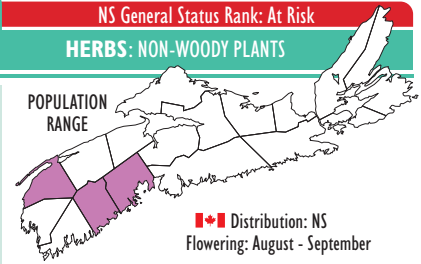 NS General Status Rank: At Risk
HERBS: NON-WOODY PLANTS
POPULATION
RANGE
Distribution: NS
Flowering: August - September